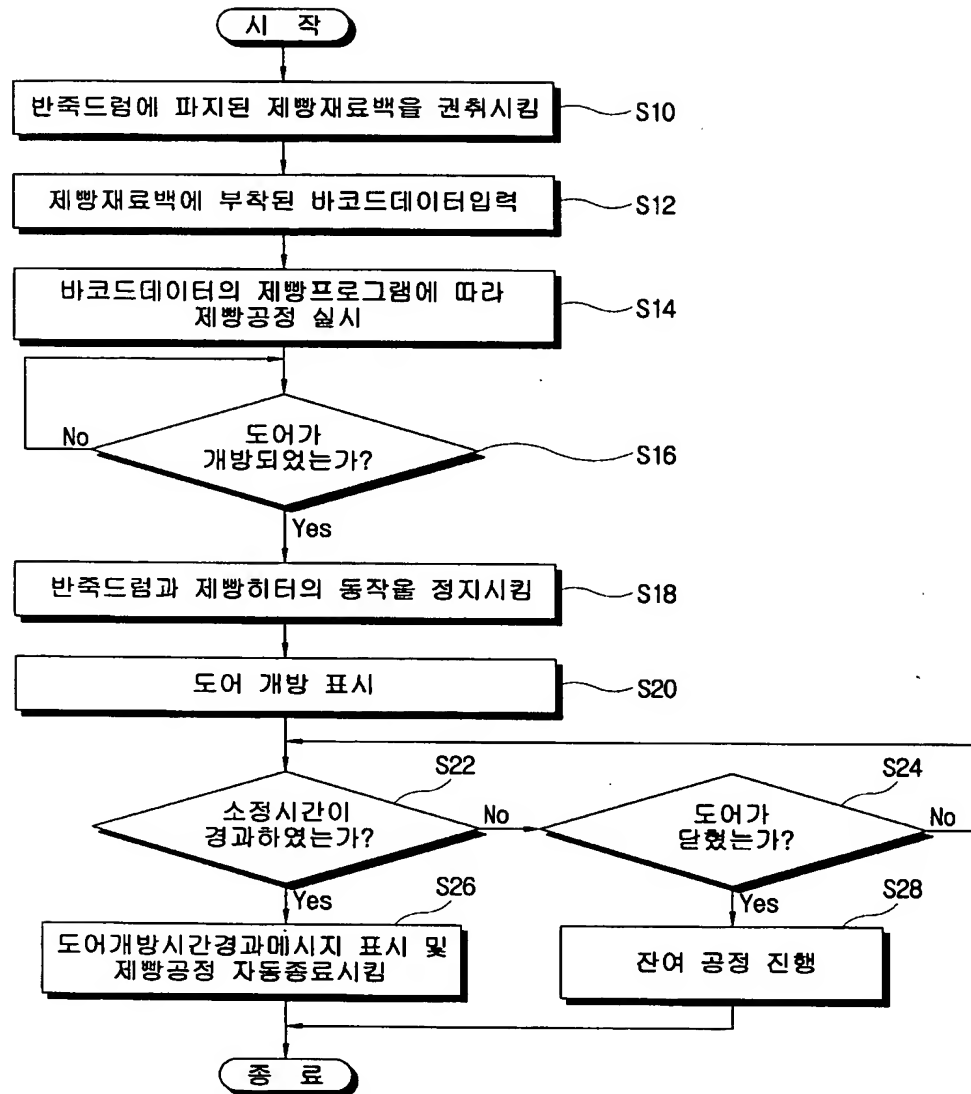 시 작
반죽드럼에 파지된 제빵재료백을 권취시킴
S10
제빵재료백에 부착된 바코드데이터입력
S12
바코드데이터의 제빵프로그램에 따라
제빵공정 실시
S14
도어가
개방되었는가?
No
S16
Yes
반죽드럼과 제빵히터의 동작을 정지시킴
S18
도어 개방 표시
S20
S22
소정시간이
경과하였는가?
No
S24
도어가
닫혔는가?
No
Yes
S26
Yes
S28
도어개방시간경과메시지 표시 및
제빵공정 자동종료시킴
잔여 공정 진행
종 료